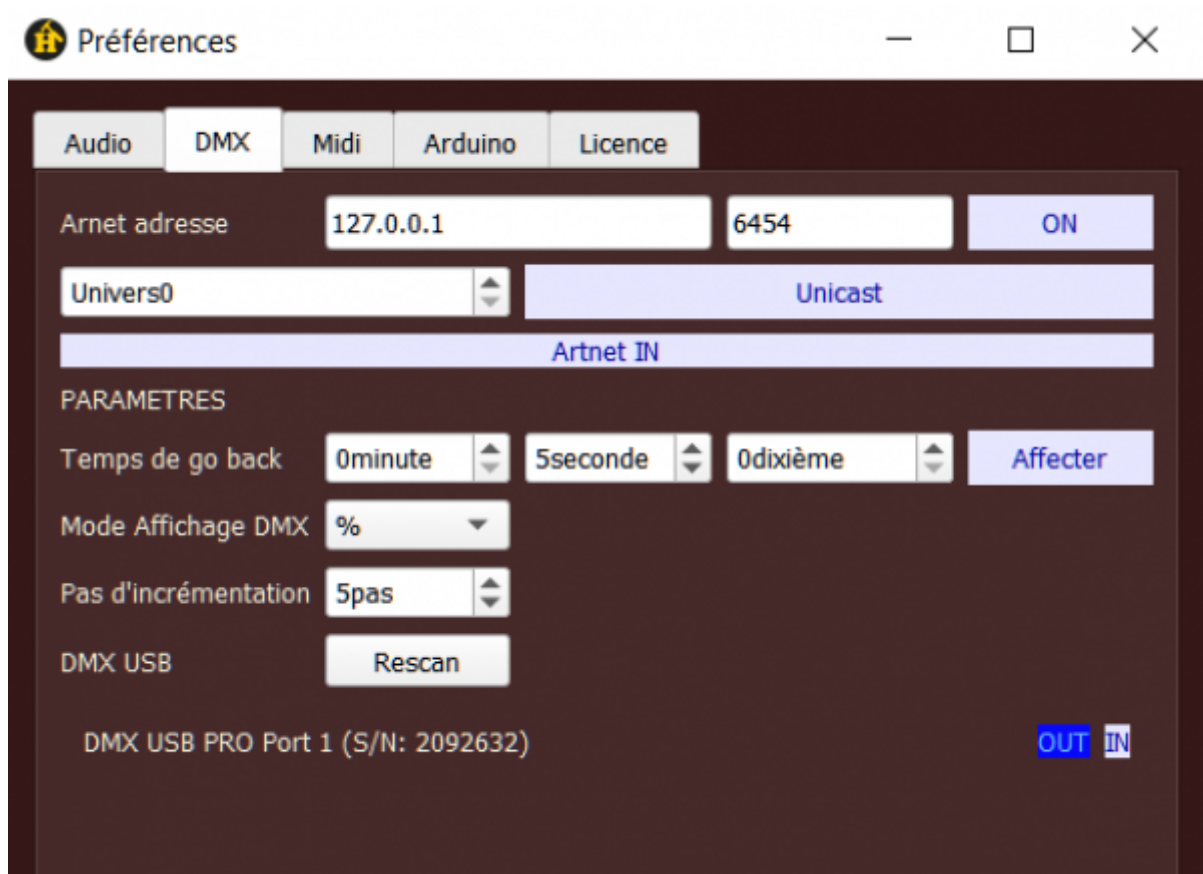 Préférences
Audio DMX Midi Arduino Licence
Arnet adresse 127.0.0.1 6454 ON
Univers0 Unicast
Artnet IN
PARAMETRES
Temps de go back 0minute 5seconde 0dixième Affecter
Mode Affichage DMX %
Pas d'incrémentation 5pas
DMX USB Rescan
DMX USB PRO Port 1 (S/N: 2092632) OUT IN